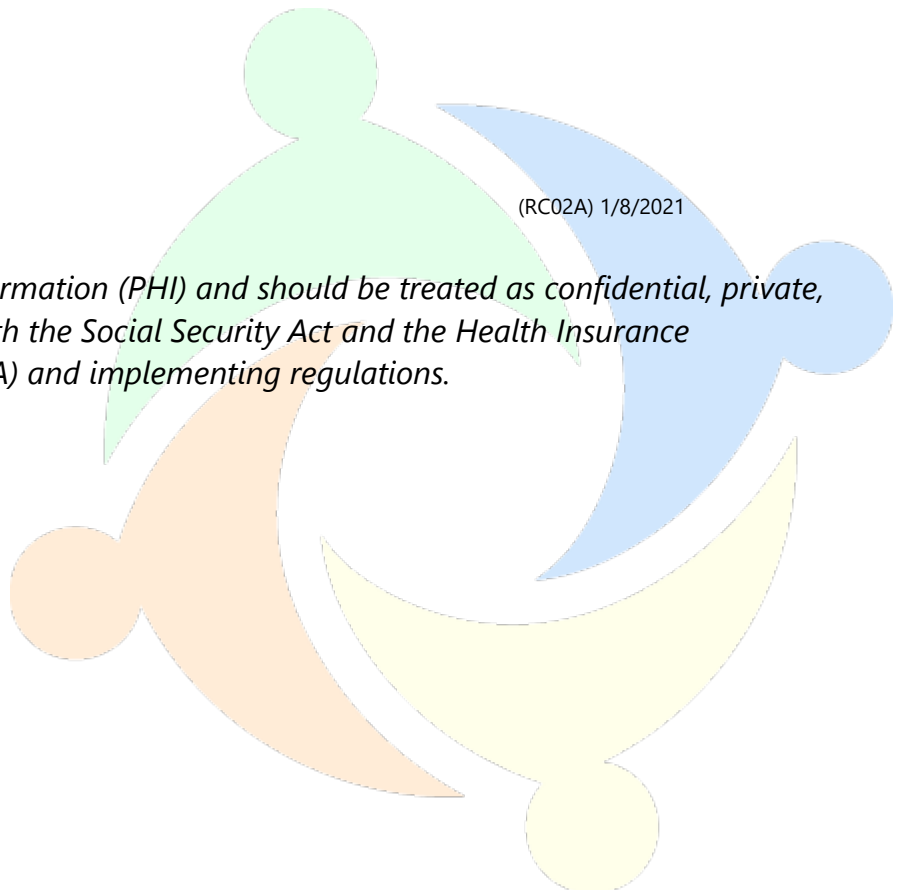 (RC02A) 1/8/2021
rmation (PHI) and should be treated as confidential, private,
th the Social Security Act and the Health Insurance
A) and implementing regulations.